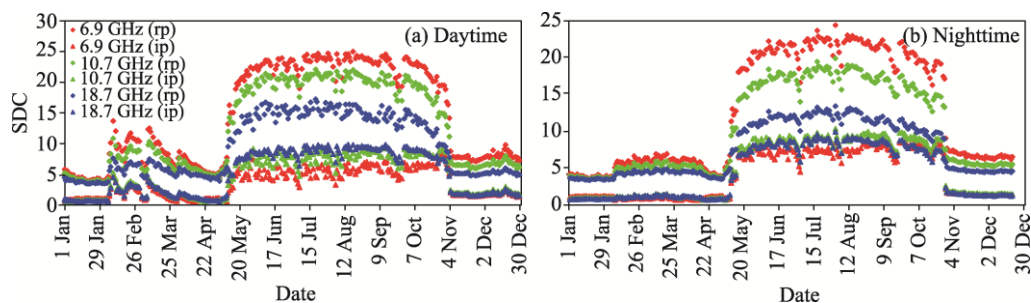 30
25
20
15
10
5
0
SDC
6.9 GHz (rp)
6.9 GHz (ip)
10.7 GHz (rp)
10.7 GHz (ip)
18.7 GHz (rp)
18.7 GHz (ip)
(a) Daytime
1 Jan
29 Jan
26 Feb
25 Mar
22 Apr
20 May
17 Jun
15 Jul
12 Aug
9 Sep
7 Oct
4 Nov
2 Dec
30 Dec
Date
25
20
15
10
5
0
(b) Nighttime
1 Jan
29 Jan
26 Feb
25 Mar
22 Apr
20 May
17 Jun
15 Jul
12 Aug
9 Sep
7 Oct
4 Nov
2 Dec
30 Dec
Date